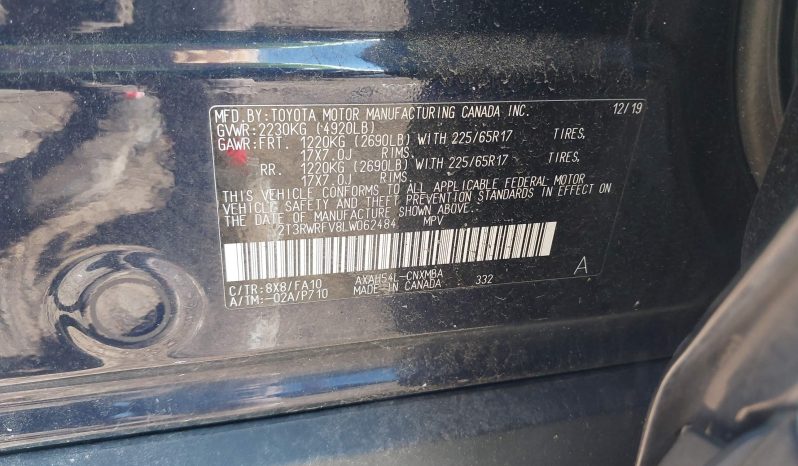 MFD.BY:TOYOTA MOTOR MANUFACTURING CANADA INC. 12/19
GVWR:2230KG (4920LB)
GAWR:FRT. 1220KG (2690LB) WITH 225/65R17 TIRES,
17X7.0J RIMS
RR. 1220KG (2690LB) WITH 225/65R17 TIRES,
17X7.0J RIMS
THIS VEHICLE CONFORMS TO ALL APPLICABLE FEDERAL MOTOR
VEHICLE SAFETY AND THEFT PREVENTION STANDARDS IN EFFECT ON
THE DATE OF MANUFACTURE SHOWN ABOVE.
2T3RWRFV8LW062484 MPV
C/TR:8X8/FA10 AXAH54L-CNXMBA 332 A
A/TM:-02A/P710 MADE IN CANADA